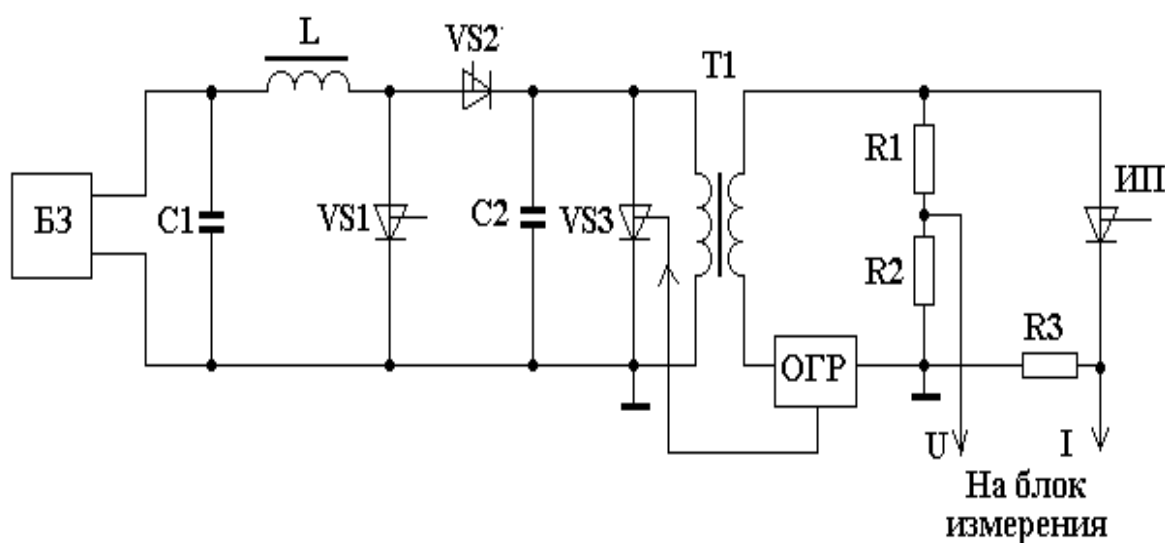 L
VS2
T1
R1
ИП
БЗ
C1
VS1
C2
VS3
R2
R3
ОГР
U
I
На блок
измерения